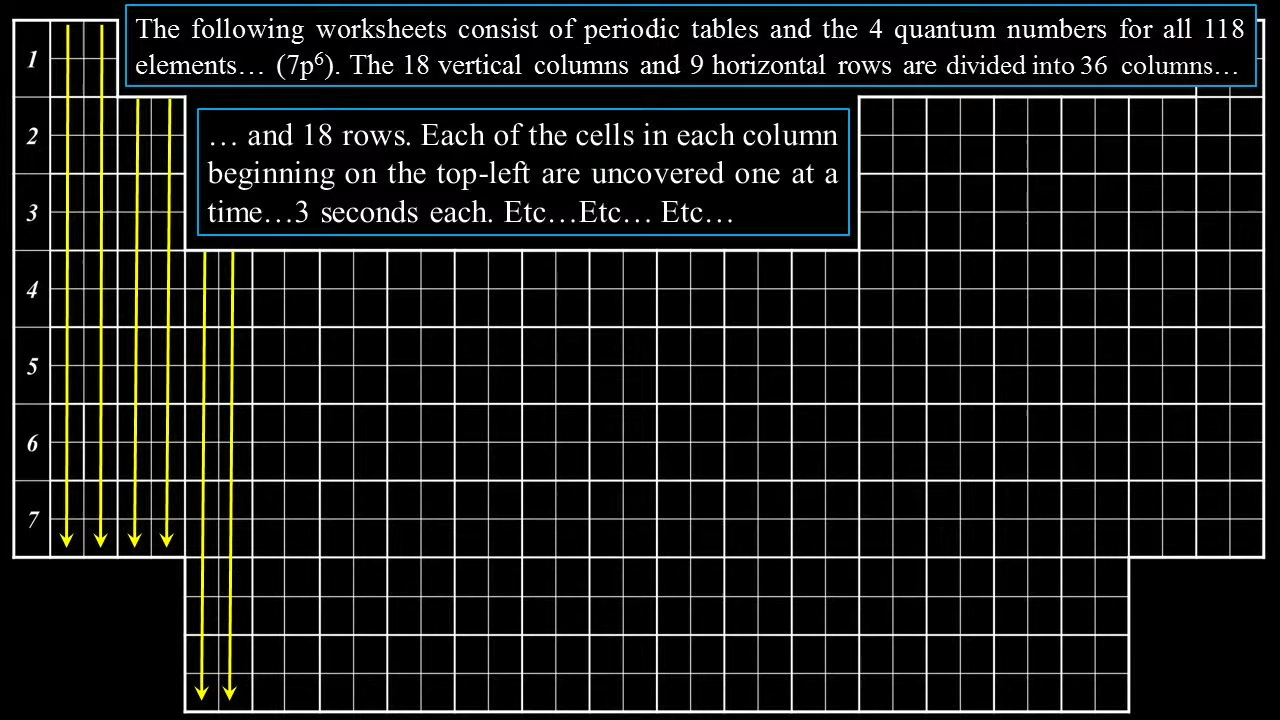 The following worksheets consist of periodic tables and the 4 quantum numbers for all 118
elements… (7p⁶). The 18 vertical columns and 9 horizontal rows are divided into 36 columns…
… and 18 rows. Each of the cells in each column
beginning on the top-left are uncovered one at a
time…3 seconds each. Etc…Etc… Etc…
1
2
3
4
5
6
7